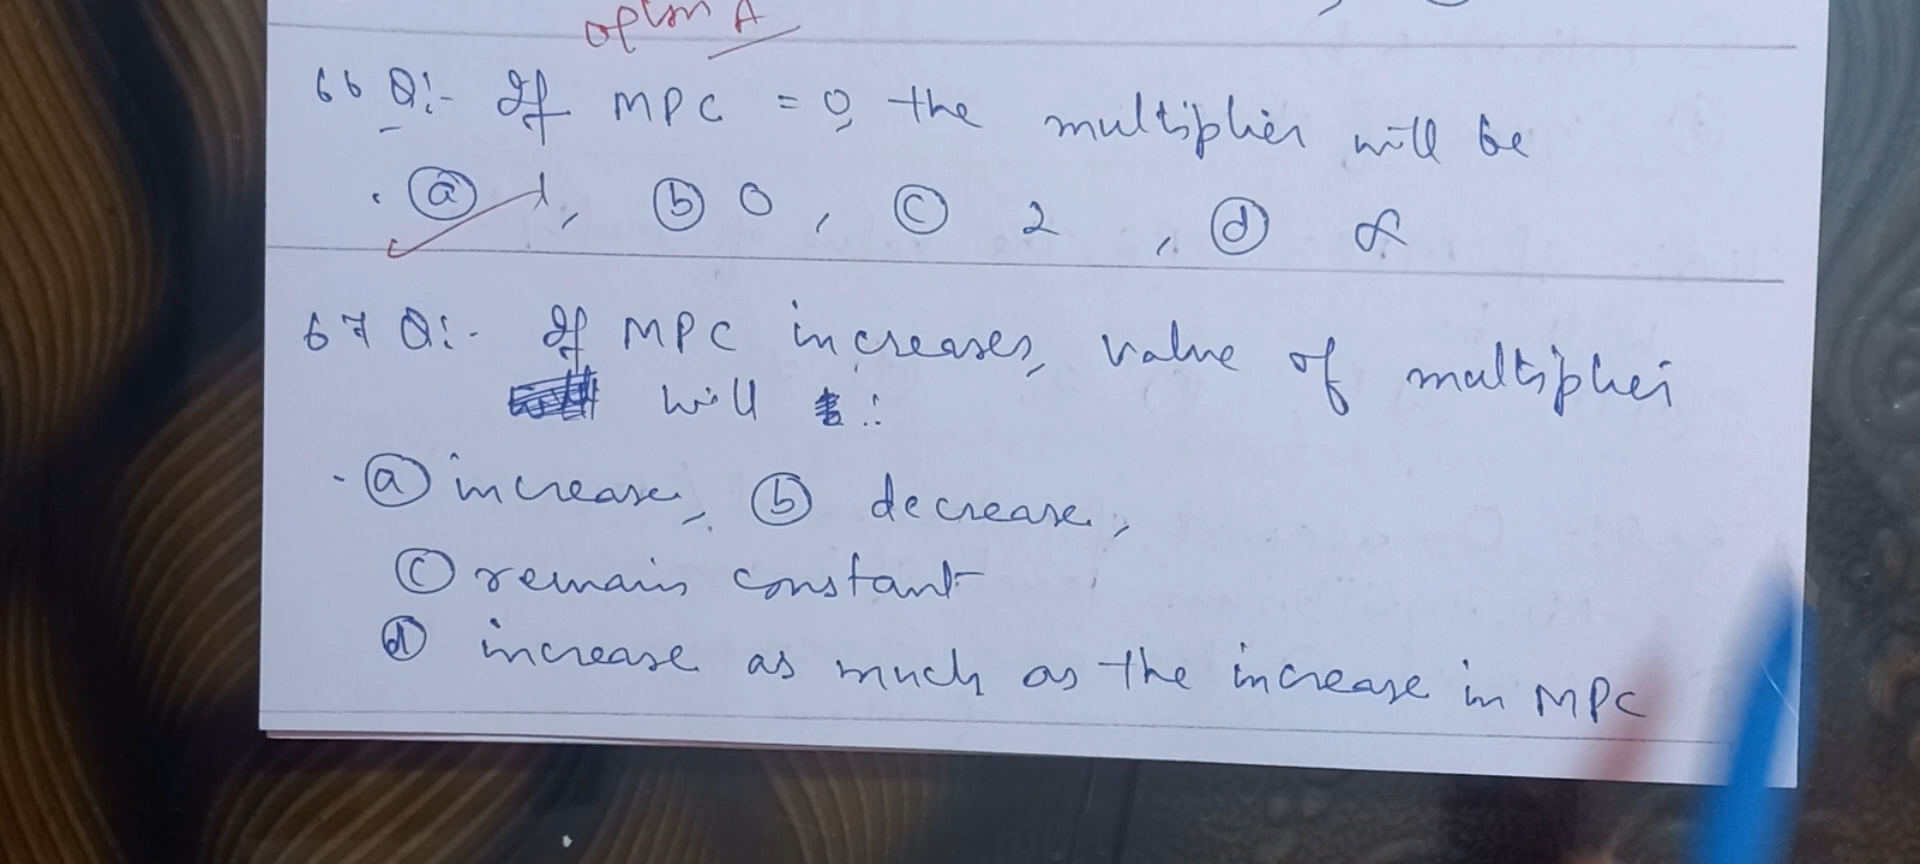 option A
66 Q:- If MPC = 0, the multiplier will be
(a) 1, (b) 0, (c) 2, (d) ∞
67 Q:- If MPC increases, value of multiplier
will :
(a) increase, (b) decrease,
(c) remain constant
(d) increase as much as the increase in MPC